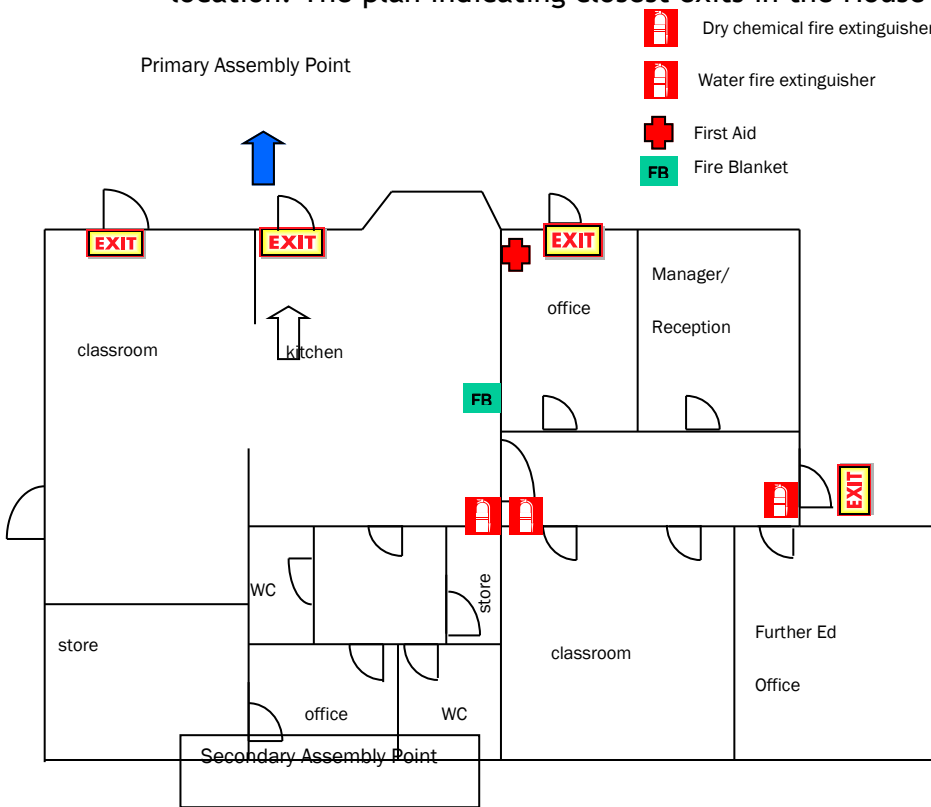 location. The plan indicating closest exits in the House
Dry chemical fire extinguisher
Primary Assembly Point
Water fire extinguisher
First Aid
FB Fire Blanket
EXIT
EXIT
EXIT
Manager/
office
Reception
classroom
kitchen
FB
EXIT
WC
store
store
Further Ed
classroom
Office
office
WC
Secondary Assembly Point